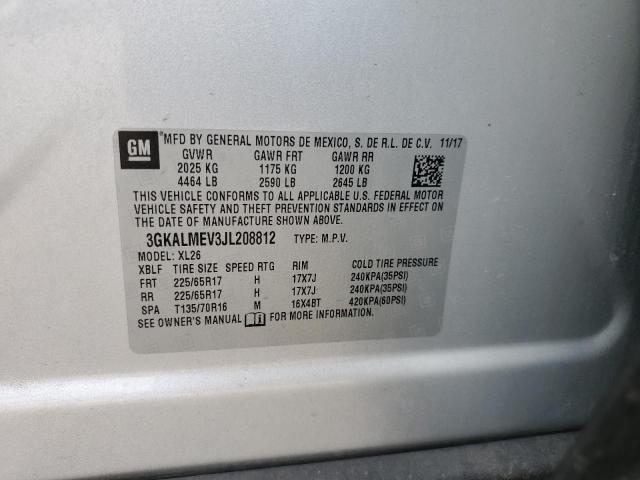 GM
MFD BY GENERAL MOTORS DE MEXICO, S. DE R.L. DE C.V. 11/17
GVWR GAWR FRT GAWR RR
2025 KG 1175 KG 1200 KG
4464 LB 2590 LB 2645 LB
THIS VEHICLE CONFORMS TO ALL APPLICABLE U.S. FEDERAL MOTOR
VEHICLE SAFETY AND THEFT PREVENTION STANDARDS IN EFFECT ON
THE DATE OF MANUFACTURE SHOWN ABOVE.
3GKALMEV3JL208812 TYPE: M.P.V.
MODEL: XL26
XBLF TIRE SIZE SPEED RTG RIM COLD TIRE PRESSURE
FRT 225/65R17 H 17X7J 240KPA(35PSI)
RR 225/65R17 H 17X7J 240KPA(35PSI)
SPA T135/70R16 M 16X4BT 420KPA(60PSI)
SEE OWNER'S MANUAL FOR MORE INFORMATION.